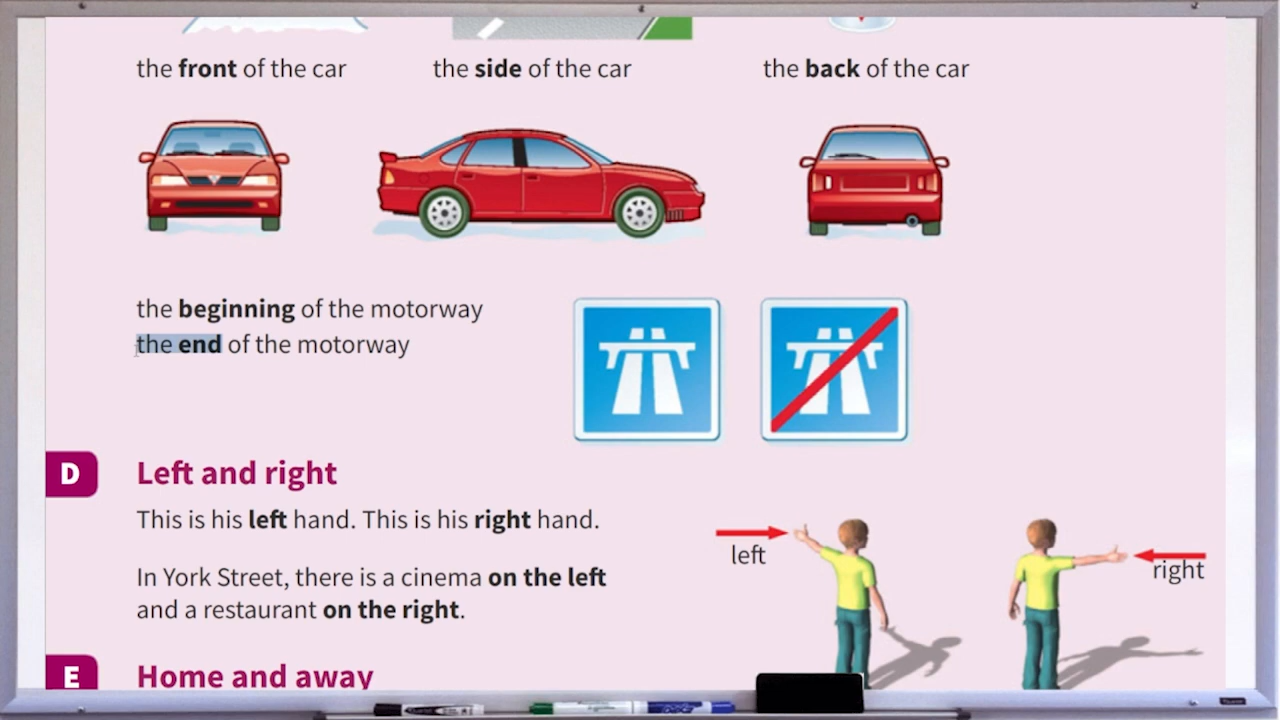 the front of the car
the side of the car
the back of the car
the beginning of the motorway
the end of the motorway
D
Left and right
This is his left hand. This is his right hand.
left
right
In York Street, there is a cinema on the left
and a restaurant on the right.
E
Home and away